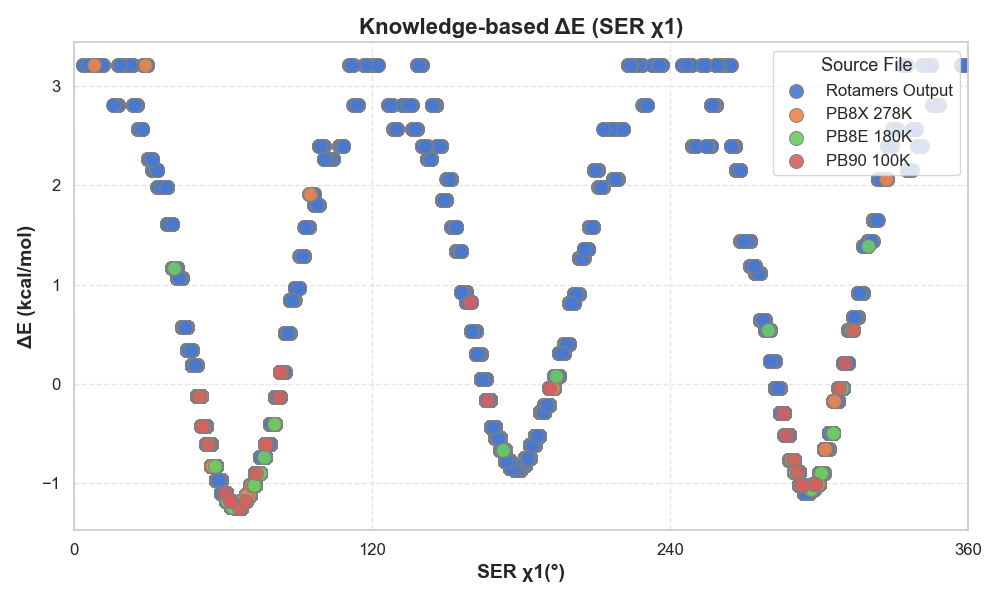 Knowledge-based ΔE (SER χ1)
Source File
Rotamers Output
PB8X 278K
PB8E 180K
PB90 100K
ΔE (kcal/mol)
3
2
1
0
−1
0 120 240 360
SER χ1(°)